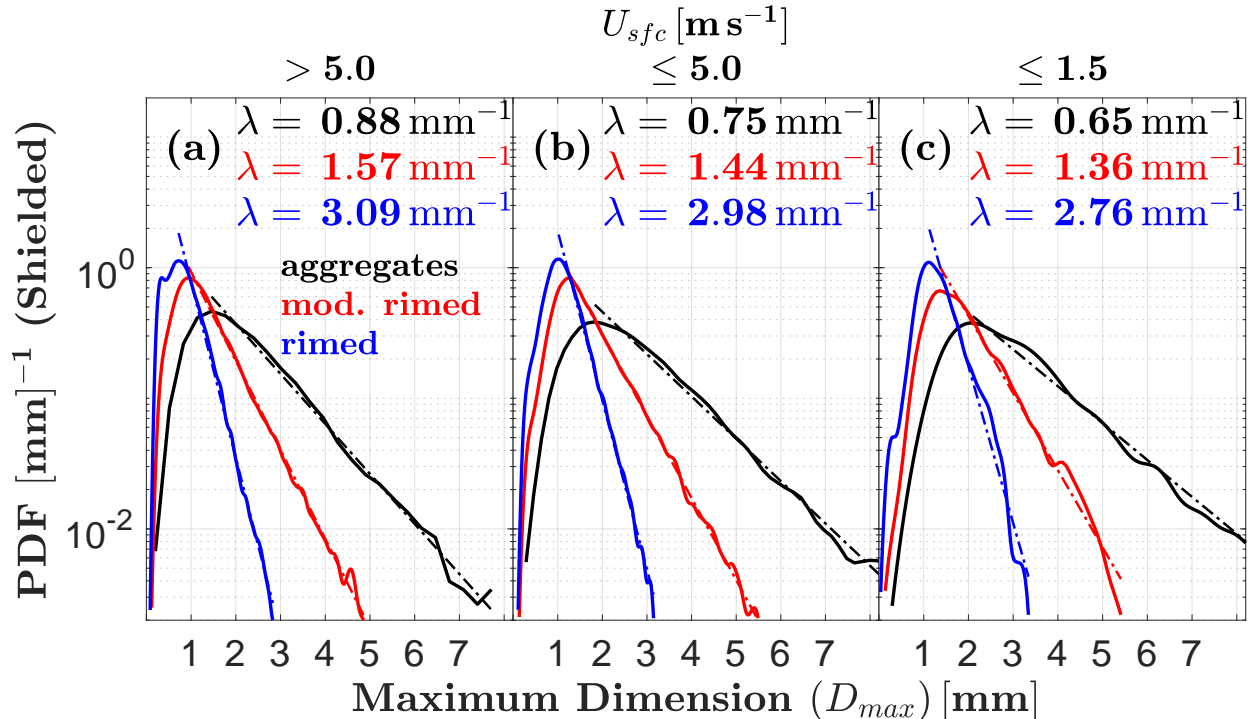 U_{sfc} [m s^{-1}]
> 5.0
≤ 5.0
≤ 1.5
(a)
λ = 0.88 mm^{-1}
λ = 1.57 mm^{-1}
λ = 3.09 mm^{-1}
aggregates
mod. rimed
rimed
(b)
λ = 0.75 mm^{-1}
λ = 1.44 mm^{-1}
λ = 2.98 mm^{-1}
(c)
λ = 0.65 mm^{-1}
λ = 1.36 mm^{-1}
λ = 2.76 mm^{-1}
PDF [mm]^{-1} (Shielded)
10^{0}
10^{-2}
1 2 3 4 5 6 7
1 2 3 4 5 6 7
1 2 3 4 5 6 7
Maximum Dimension (D_{max}) [mm]